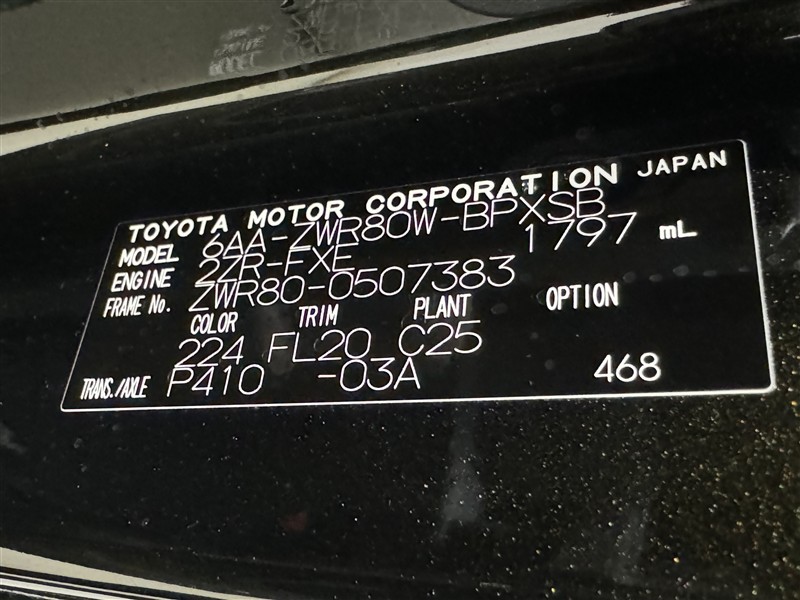 TOYOTA MOTOR CORPORATION JAPAN
MODEL 6AA-ZWR80W-BPXSB
ENGINE 2ZR-FXE 1797 mL
FRAME No. ZWR80-0507383
COLOR TRIM PLANT OPTION
224 FL20 C25
TRANS./AXLE P410 -03A 468